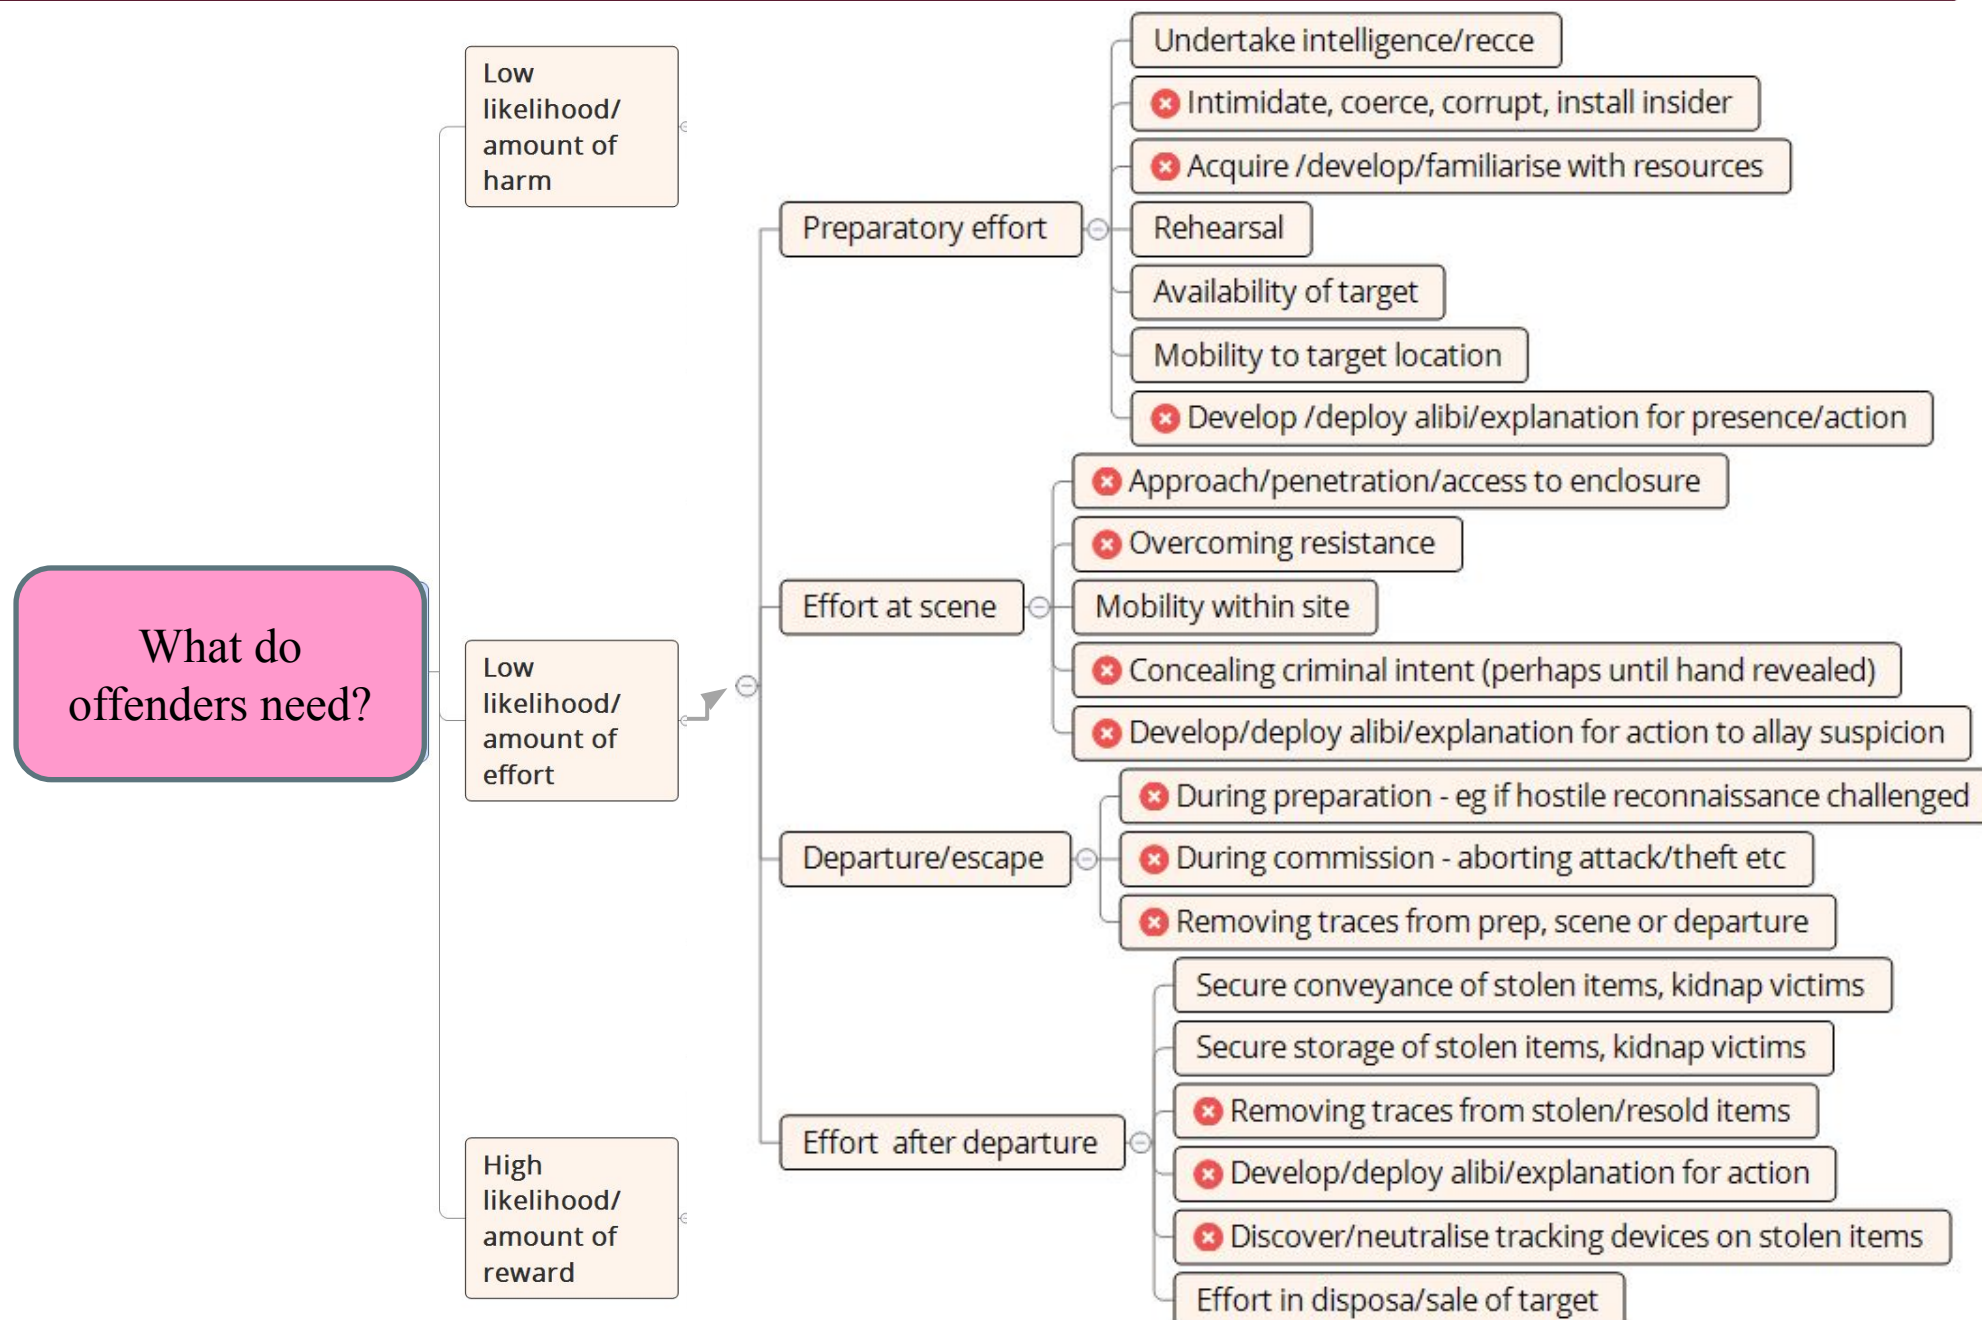 What do
offenders need?
Low
likelihood/
amount of
harm
Low
likelihood/
amount of
effort
High
likelihood/
amount of
reward
Preparatory effort
Undertake intelligence/recce
Intimidate, coerce, corrupt, install insider
Acquire /develop/familiarise with resources
Rehearsal
Availability of target
Mobility to target location
Develop /deploy alibi/explanation for presence/action
Effort at scene
Approach/penetration/access to enclosure
Overcoming resistance
Mobility within site
Concealing criminal intent (perhaps until hand revealed)
Develop/deploy alibi/explanation for action to allay suspicion
Departure/escape
During preparation - eg if hostile reconnaissance challenged
During commission - aborting attack/theft etc
Removing traces from prep, scene or departure
Effort after departure
Secure conveyance of stolen items, kidnap victims
Secure storage of stolen items, kidnap victims
Removing traces from stolen/resold items
Develop/deploy alibi/explanation for action
Discover/neutralise tracking devices on stolen items
Effort in disposa/sale of target